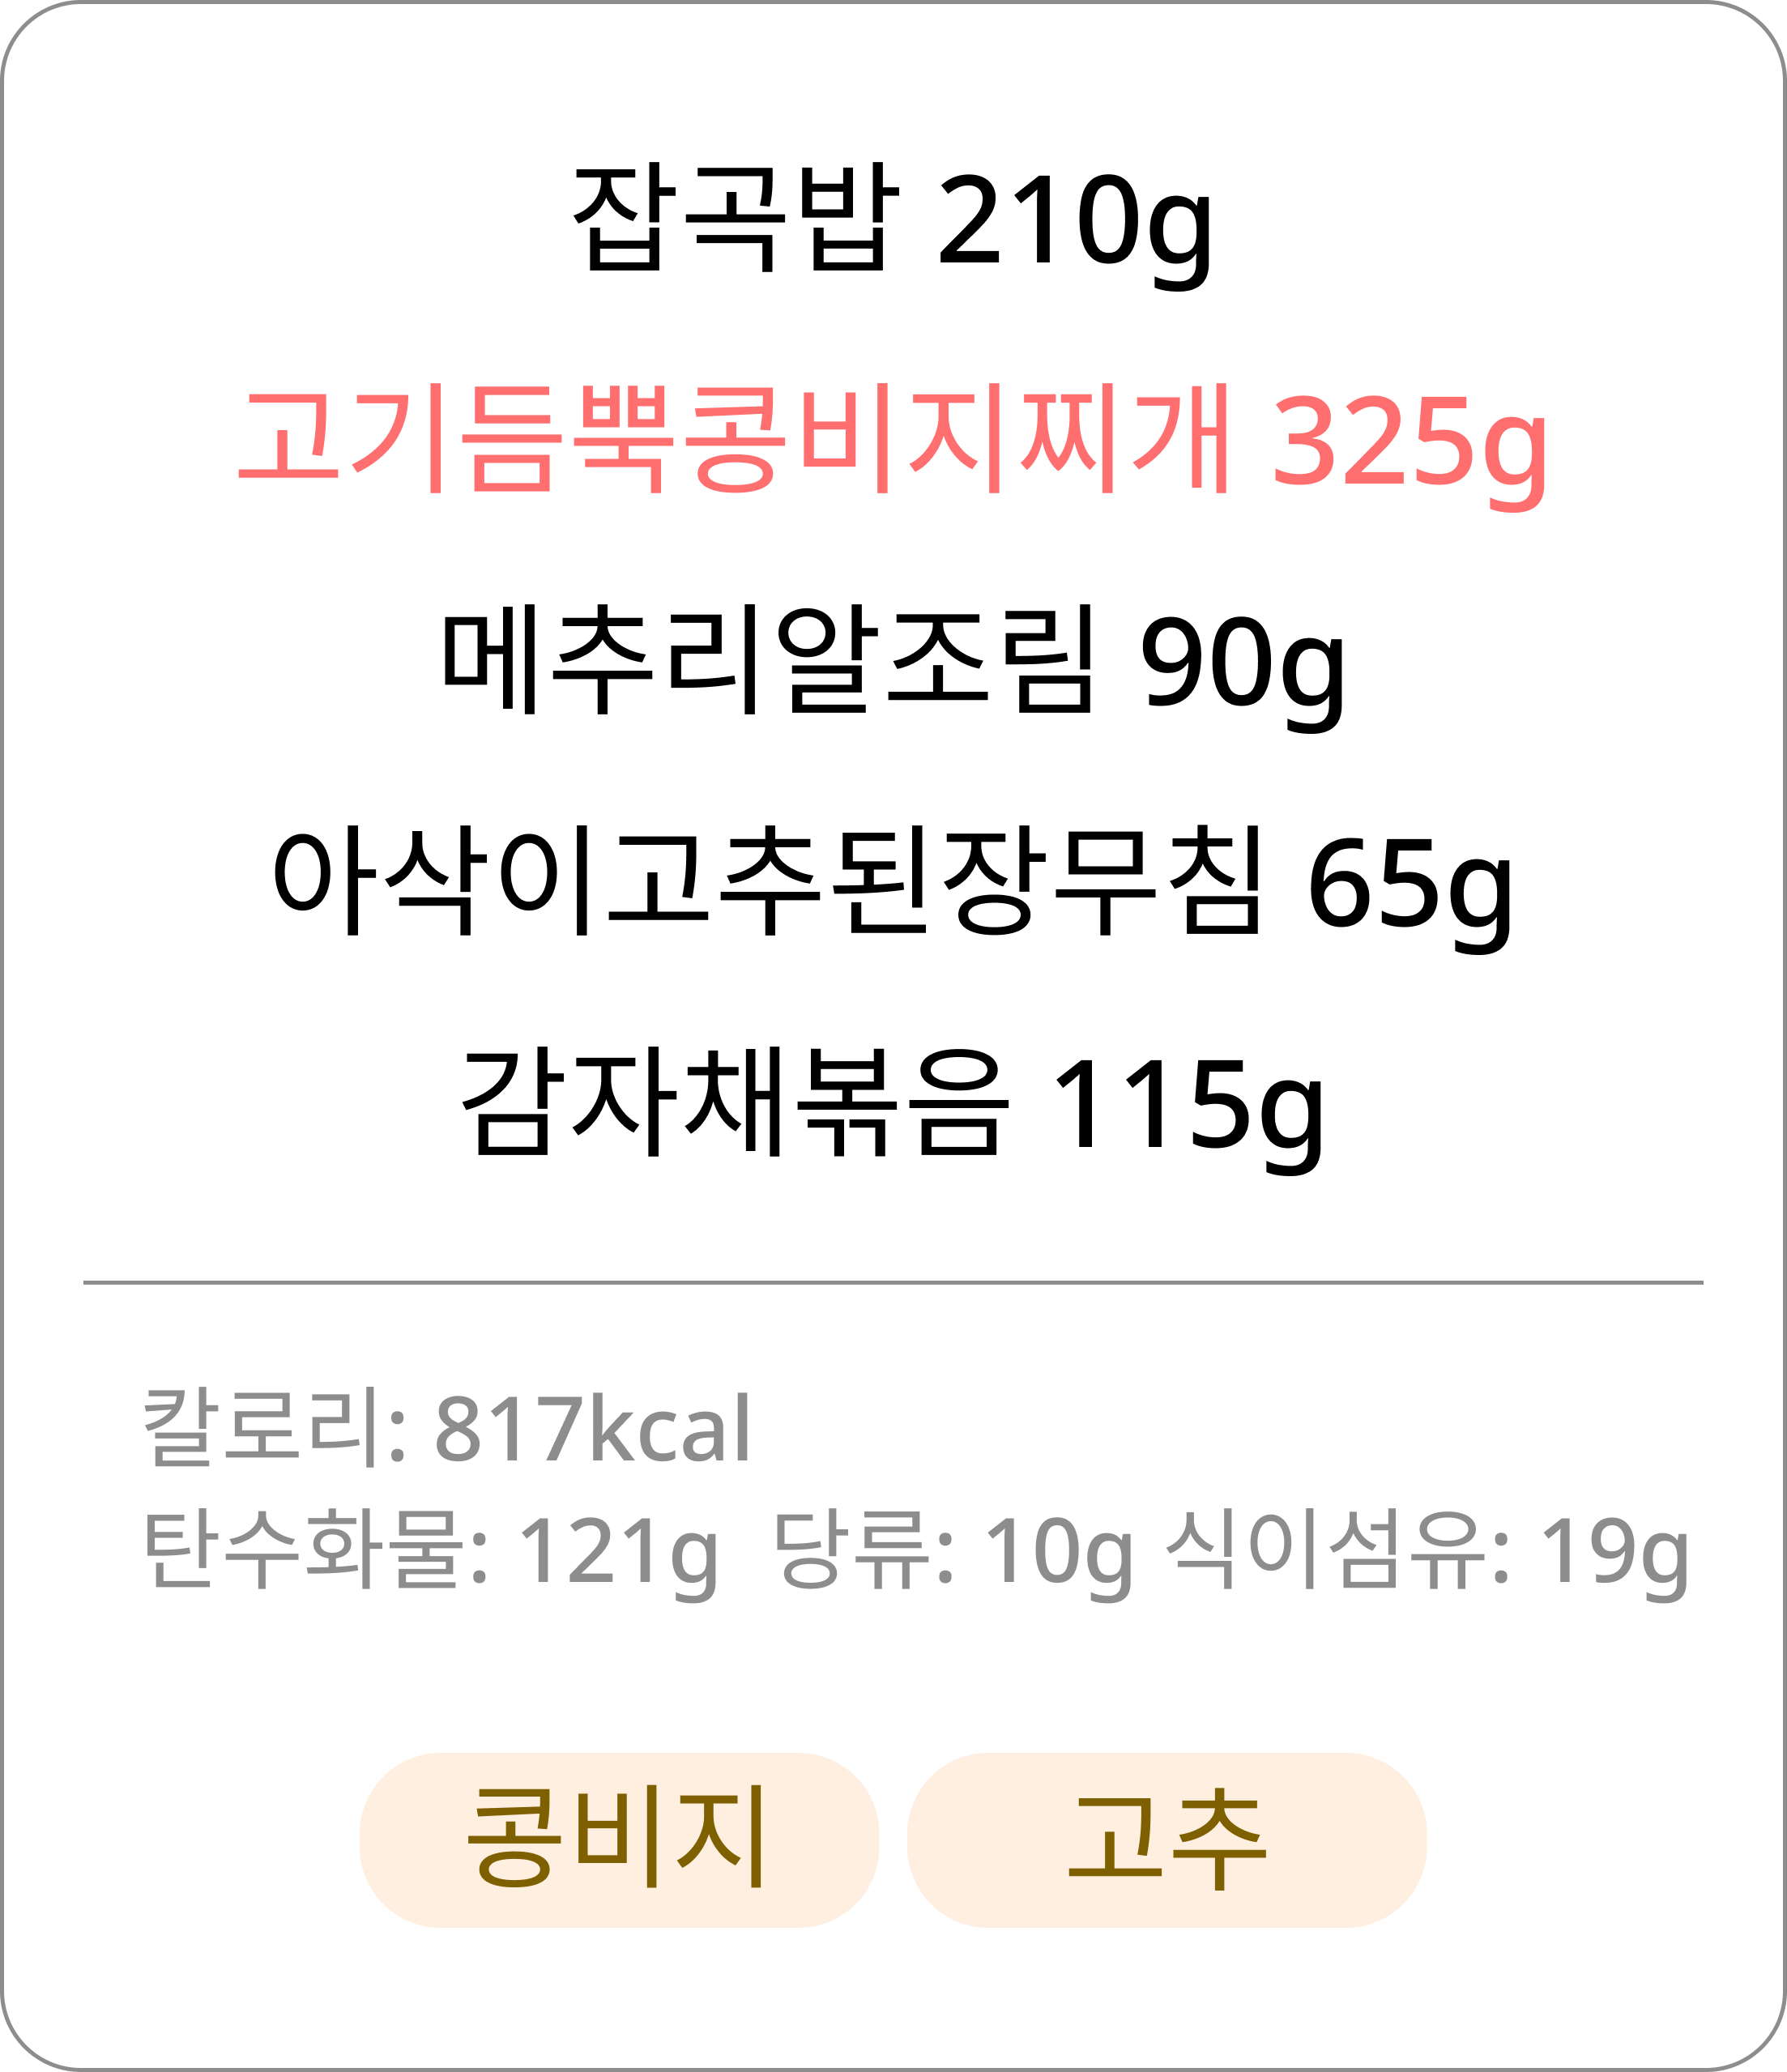 잡곡밥 210g
고기듬뿍콩비지찌개 325g
메추리알조림 90g
아삭이고추된장무침 65g
감자채볶음 115g
칼로리: 817kcal
탄수화물: 121g 당류: 10g 식이섬유: 19g
콩비지 고추